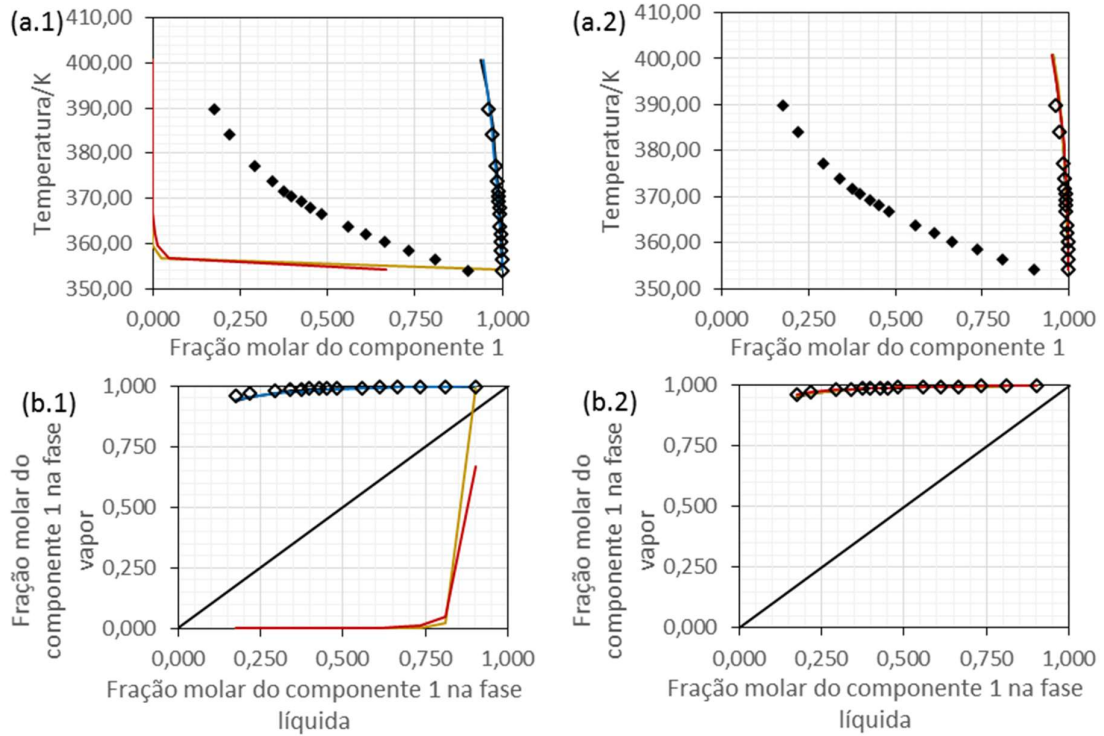 (a.1)
410,00
400,00
390,00
380,00
370,00
360,00
350,00
Temperatura/K
0,000 0,250 0,500 0,750 1,000
Fração molar do componente 1
(a.2)
410,00
400,00
390,00
380,00
370,00
360,00
350,00
Temperatura/K
0,000 0,250 0,500 0,750 1,000
Fração molar do componente 1
(b.1)
1,000
0,750
0,500
0,250
0,000
Fração molar do
componente 1 na fase
vapor
0,000 0,250 0,500 0,750 1,000
Fração molar do componente 1 na fase
líquida
(b.2)
1,000
0,750
0,500
0,250
0,000
Fração molar do
componente 1 na fase
vapor
0,000 0,250 0,500 0,750 1,000
Fração molar do componente 1 na fase
líquida